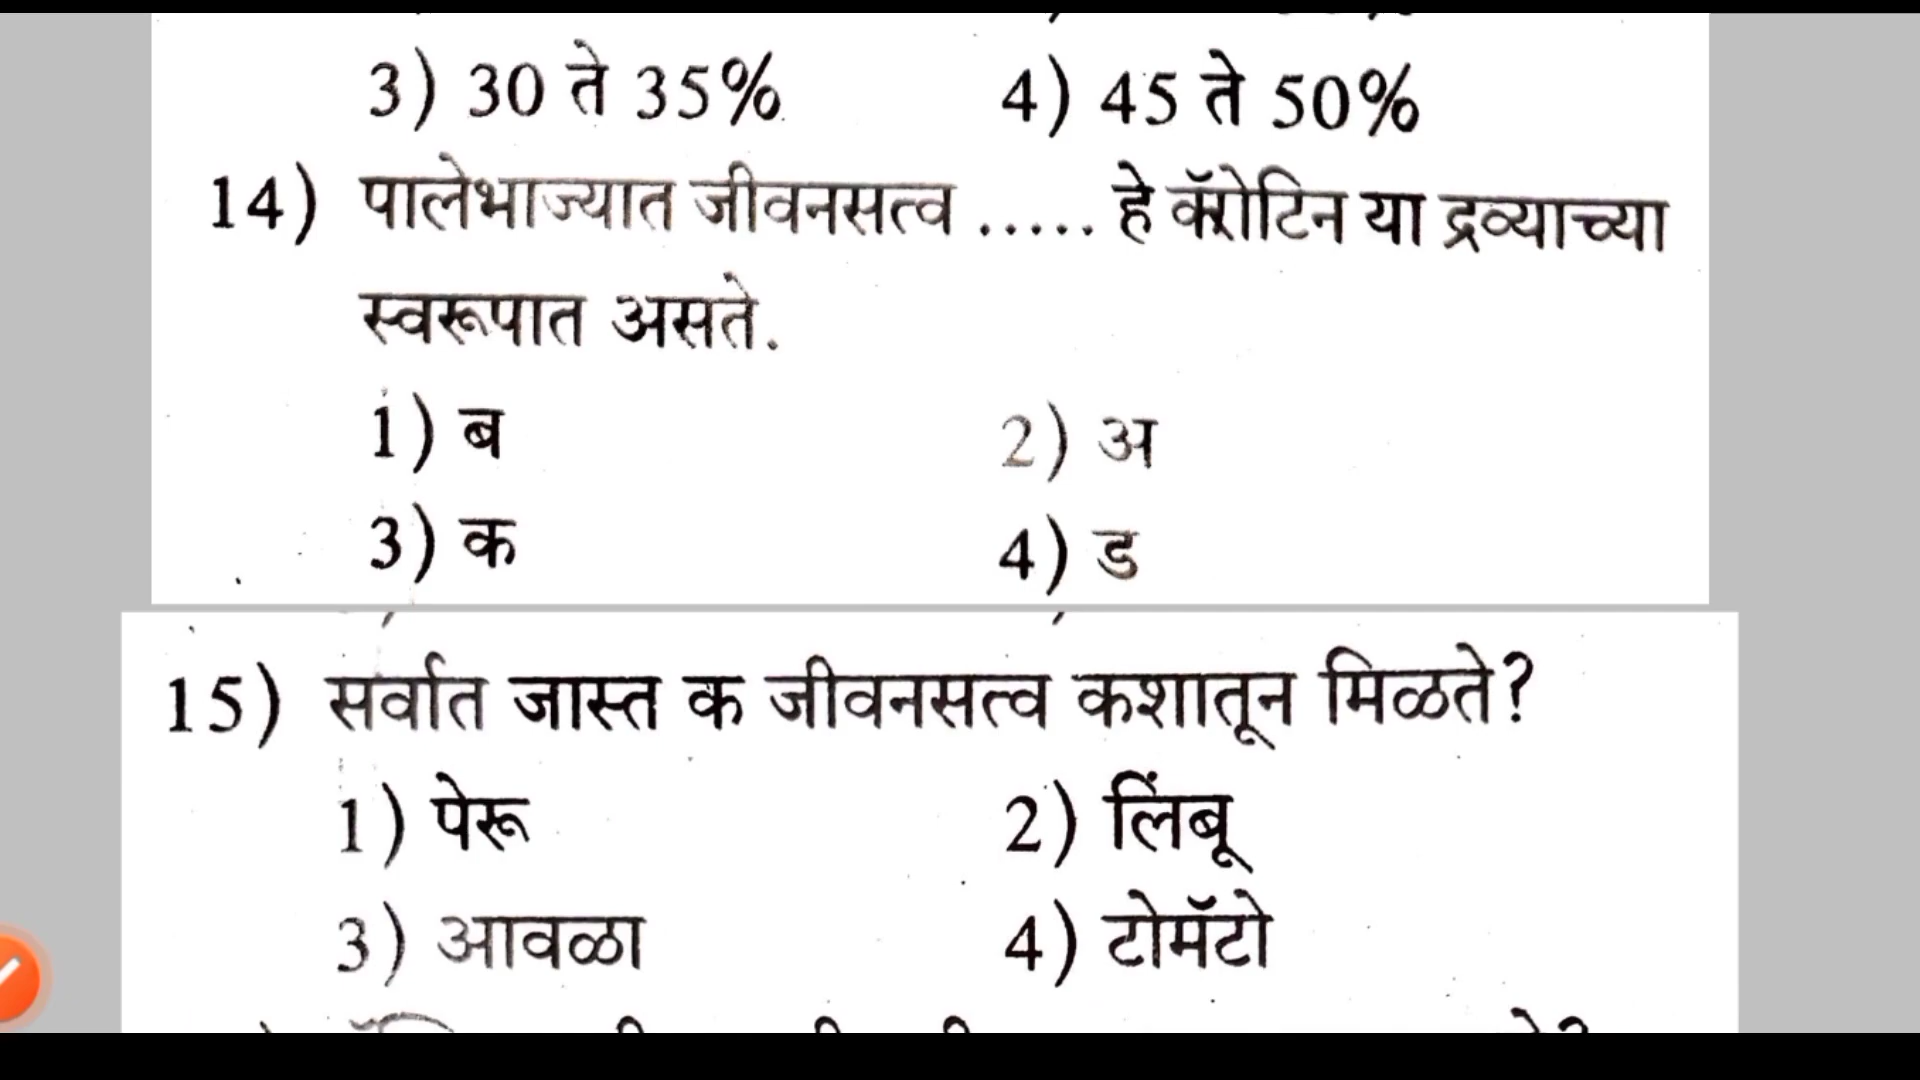 3) 30 ते 35% 4) 45 ते 50%
14) पालेभाज्यात जीवनसत्व ..... हे कॅरोटिन या द्रव्याच्या
स्वरूपात असते.
1) ब 2) अ
3) क 4) ड
15) सर्वात जास्त क जीवनसत्व कशातून मिळते?
1) पेरू 2) लिंबू
3) आवळा 4) टोमॅटो